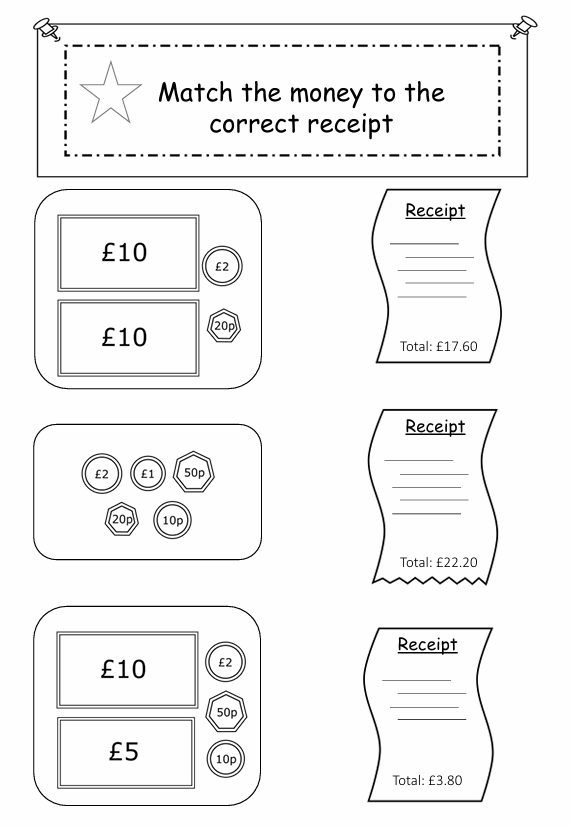 Match the money to the
correct receipt
£10
£2
£10
20p
Receipt
Total: £17.60
£2
£1
50p
20p
10p
Receipt
Total: £22.20
£10
£2
50p
£5
10p
Receipt
Total: £3.80